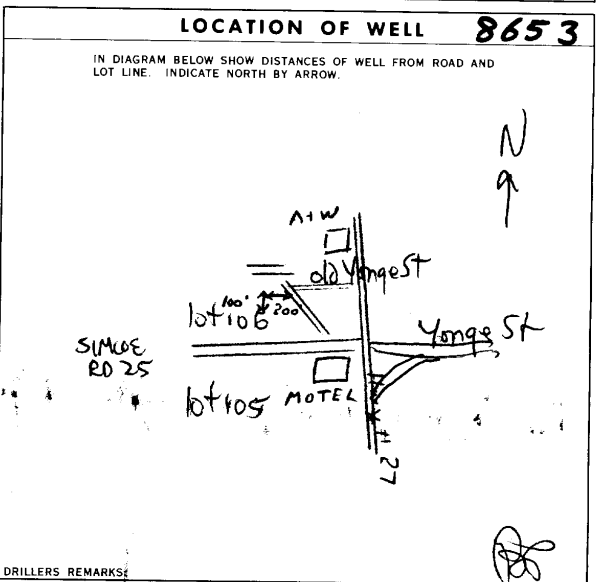 LOCATION OF WELL 8653
IN DIAGRAM BELOW SHOW DISTANCES OF WELL FROM ROAD AND
LOT LINE. INDICATE NORTH BY ARROW.
N
A+W
old Yonge St
100'
200'
lot 106
Yonge St
SIMCOE
RD 25
MOTEL
lot 105
# 27
DRILLERS REMARKS: